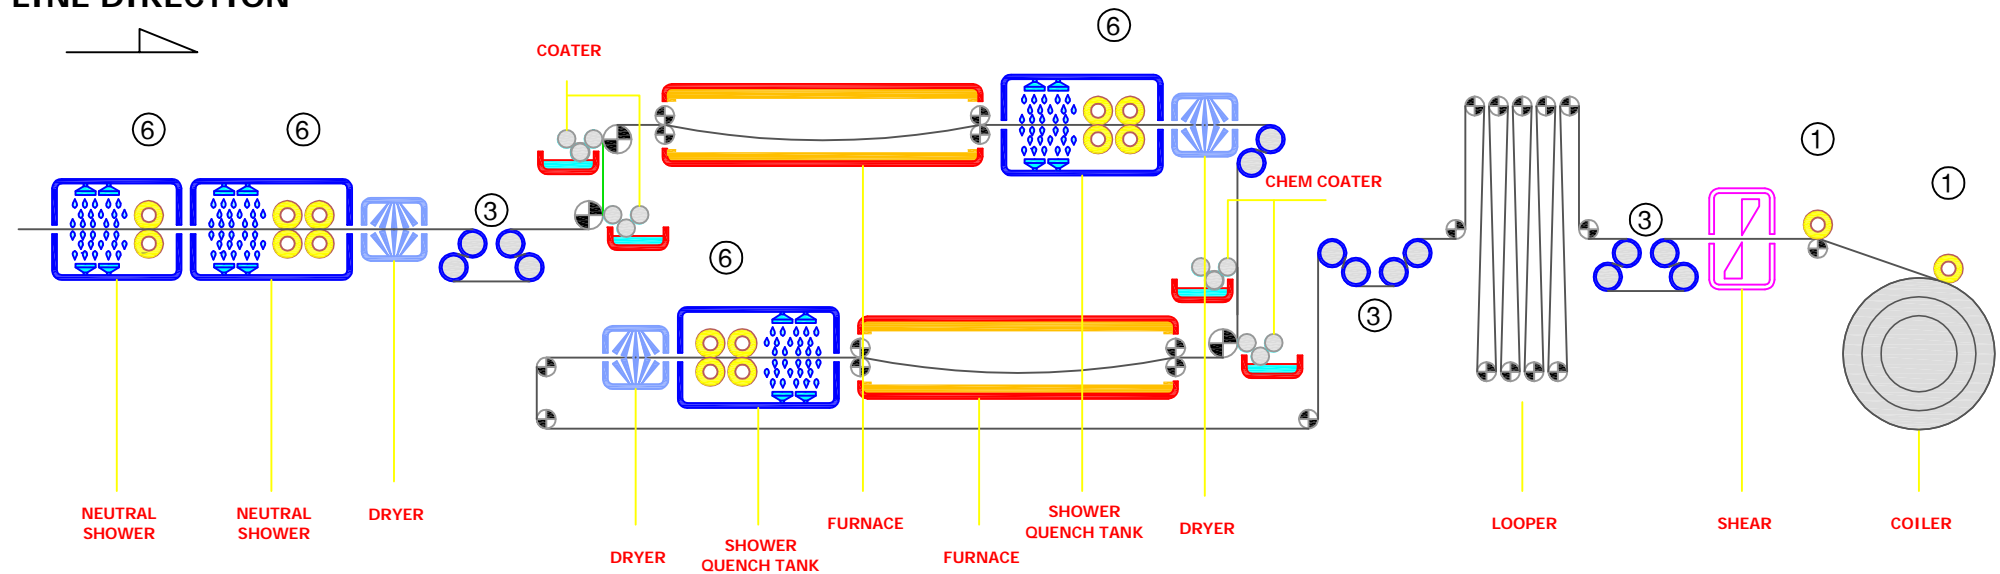 LINE DIRECTION
6
COATER
6
6
3
CHEM COATER
1
1
3
6
3
NEUTRAL
SHOWER
NEUTRAL
SHOWER
DRYER
DRYER
SHOWER
QUENCH TANK
FURNACE
FURNACE
SHOWER
QUENCH TANK
DRYER
LOOPER
SHEAR
COILER